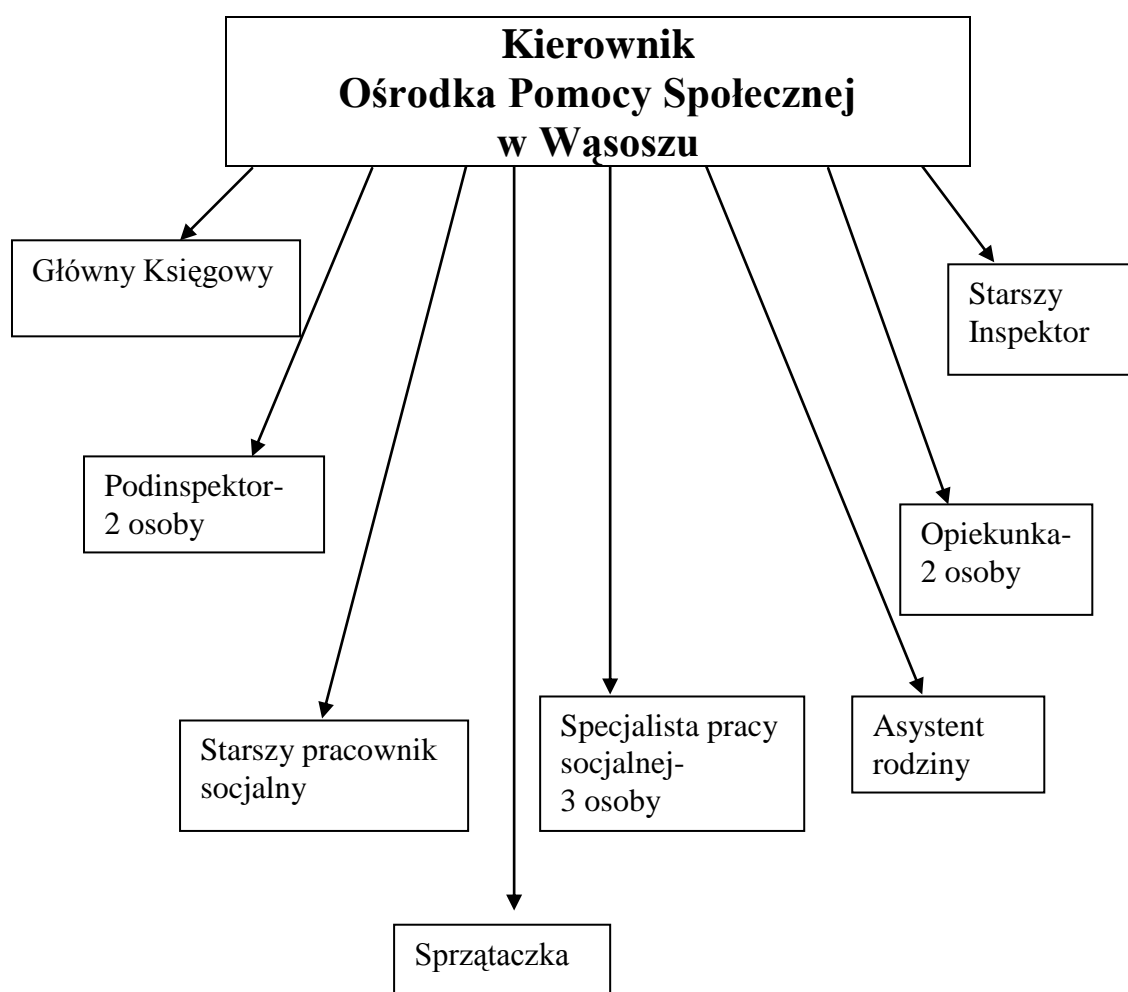 Kierownik
Ośrodka Pomocy Społecznej
w Wąsoszu
Główny Księgowy
Starszy
Inspektor
Podinspektor-
2 osoby
Opiekunka-
2 osoby
Starszy pracownik
socjalny
Specjalista pracy
socjalnej-
3 osoby
Asystent
rodziny
Sprzątaczka